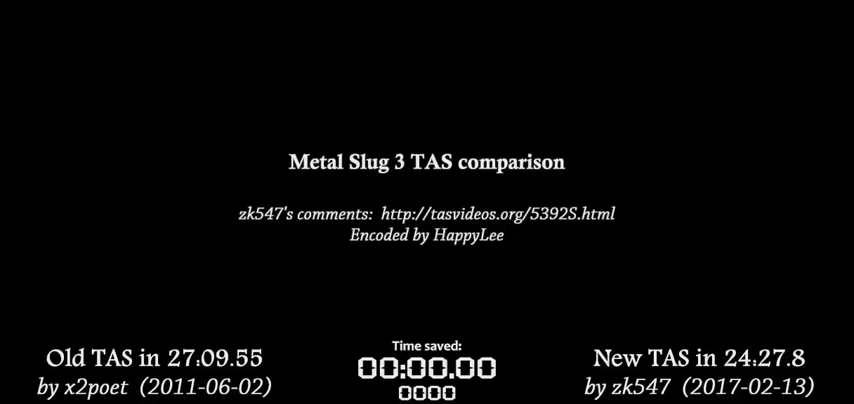 Metal Slug 3 TAS comparison
zk547's comments: http://tasvideos.org/5392S.html
Encoded by HappyLee
Time saved:
00:00.00
0000
Old TAS in 27:09.55
by x2poet (2011-06-02)
New TAS in 24:27.8
by zk547 (2017-02-13)